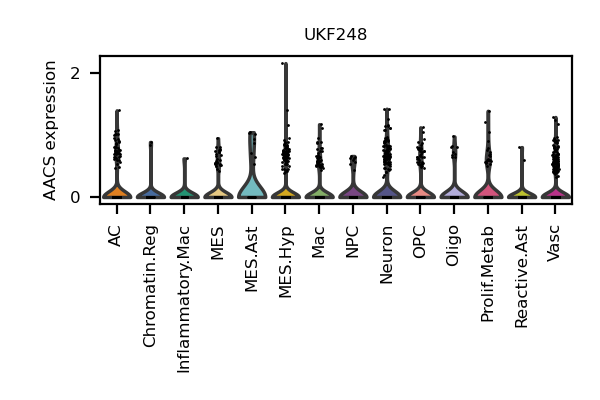 UKF248
AACS expression
2
0
AC
Chromatin.Reg
Inflammatory.Mac
MES
MES.Ast
MES.Hyp
Mac
NPC
Neuron
OPC
Oligo
Prolif.Metab
Reactive.Ast
Vasc